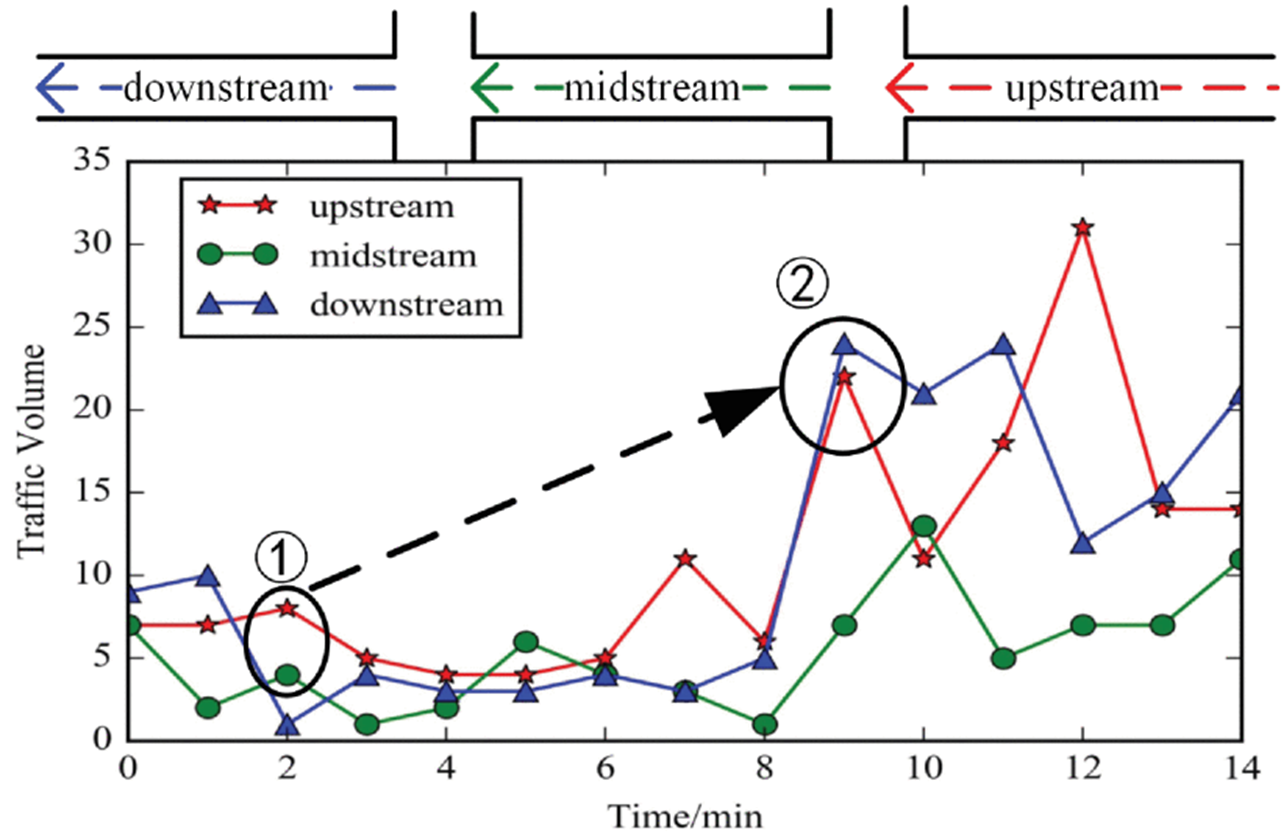 downstream midstream upstream
35
30
25
20
15
10
5
0
Traffic Volume
upstream
midstream
downstream
①
②
0 2 4 6 8 10 12 14
Time/min